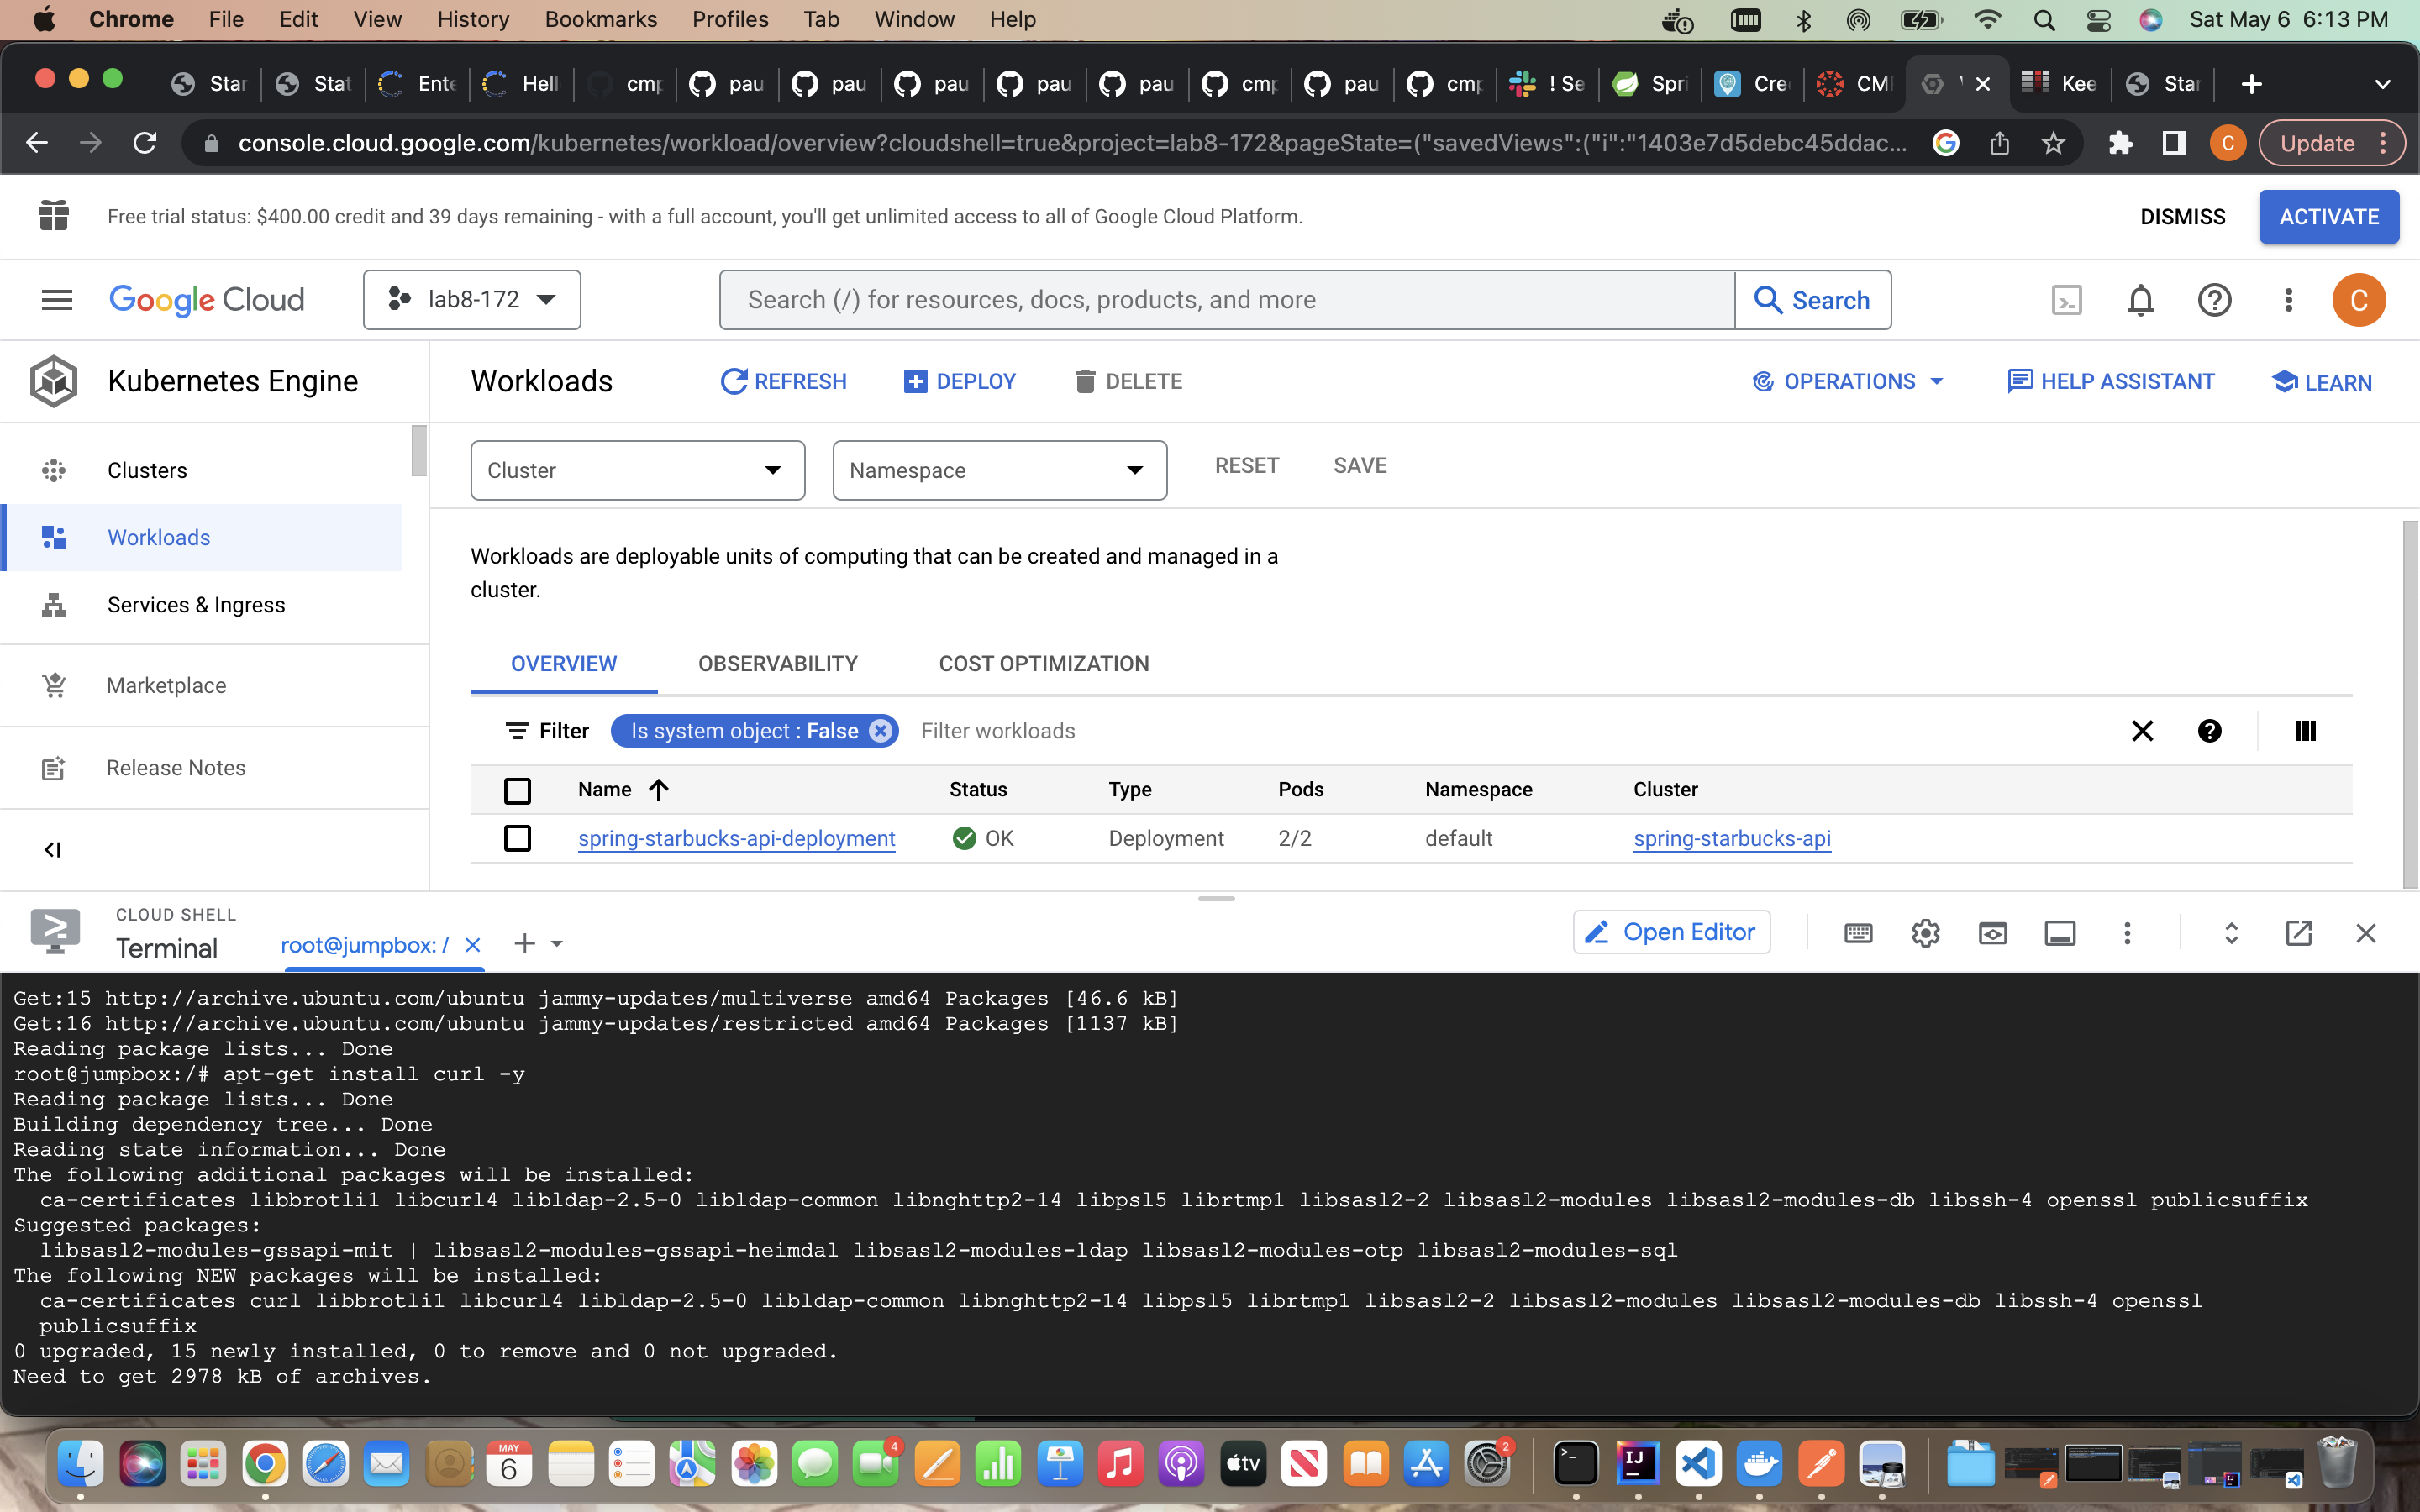 Chrome File Edit View History Bookmarks Profiles Tab Window Help Sat May 6 6:13 PM
Star Stat Ente Hell cmp pau pau pau pau pau cmp pau cmp ! Se Spri Cre CMI Kee Star
console.cloud.google.com/kubernetes/workload/overview?cloudshell=true&project=lab8-172&pageState=("savedViews":("i":"1403e7d5debc45ddac... C Update
Free trial status: $400.00 credit and 39 days remaining - with a full account, you'll get unlimited access to all of Google Cloud Platform. DISMISS ACTIVATE
Google Cloud lab8-172 Search (/) for resources, docs, products, and more Search C
Kubernetes Engine Workloads REFRESH DEPLOY DELETE OPERATIONS HELP ASSISTANT LEARN
Clusters Cluster Namespace RESET SAVE
Workloads
Workloads are deployable units of computing that can be created and managed in a
cluster.
Services & Ingress
OVERVIEW OBSERVABILITY COST OPTIMIZATION
Marketplace
Filter Is system object : False Filter workloads
Release Notes
Name Status Type Pods Namespace Cluster
spring-starbucks-api-deployment OK Deployment 2/2 default spring-starbucks-api
CLOUD SHELL
Terminal root@jumpbox: / Open Editor
Get:15 http://archive.ubuntu.com/ubuntu jammy-updates/multiverse amd64 Packages [46.6 kB]
Get:16 http://archive.ubuntu.com/ubuntu jammy-updates/restricted amd64 Packages [1137 kB]
Reading package lists... Done
root@jumpbox:/# apt-get install curl -y
Reading package lists... Done
Building dependency tree... Done
Reading state information... Done
The following additional packages will be installed:
ca-certificates libbrotli1 libcurl4 libldap-2.5-0 libldap-common libnghttp2-14 libpsl5 librtmp1 libsasl2-2 libsasl2-modules libsasl2-modules-db libssh-4 openssl publicsuffix
Suggested packages:
libsasl2-modules-gssapi-mit | libsasl2-modules-gssapi-heimdal libsasl2-modules-ldap libsasl2-modules-otp libsasl2-modules-sql
The following NEW packages will be installed:
ca-certificates curl libbrotli1 libcurl4 libldap-2.5-0 libldap-common libnghttp2-14 libpsl5 librtmp1 libsasl2-2 libsasl2-modules libsasl2-modules-db libssh-4 openssl
publicsuffix
0 upgraded, 15 newly installed, 0 to remove and 0 not upgraded.
Need to get 2978 kB of archives.
MAY 6 4 tv 2 IJ